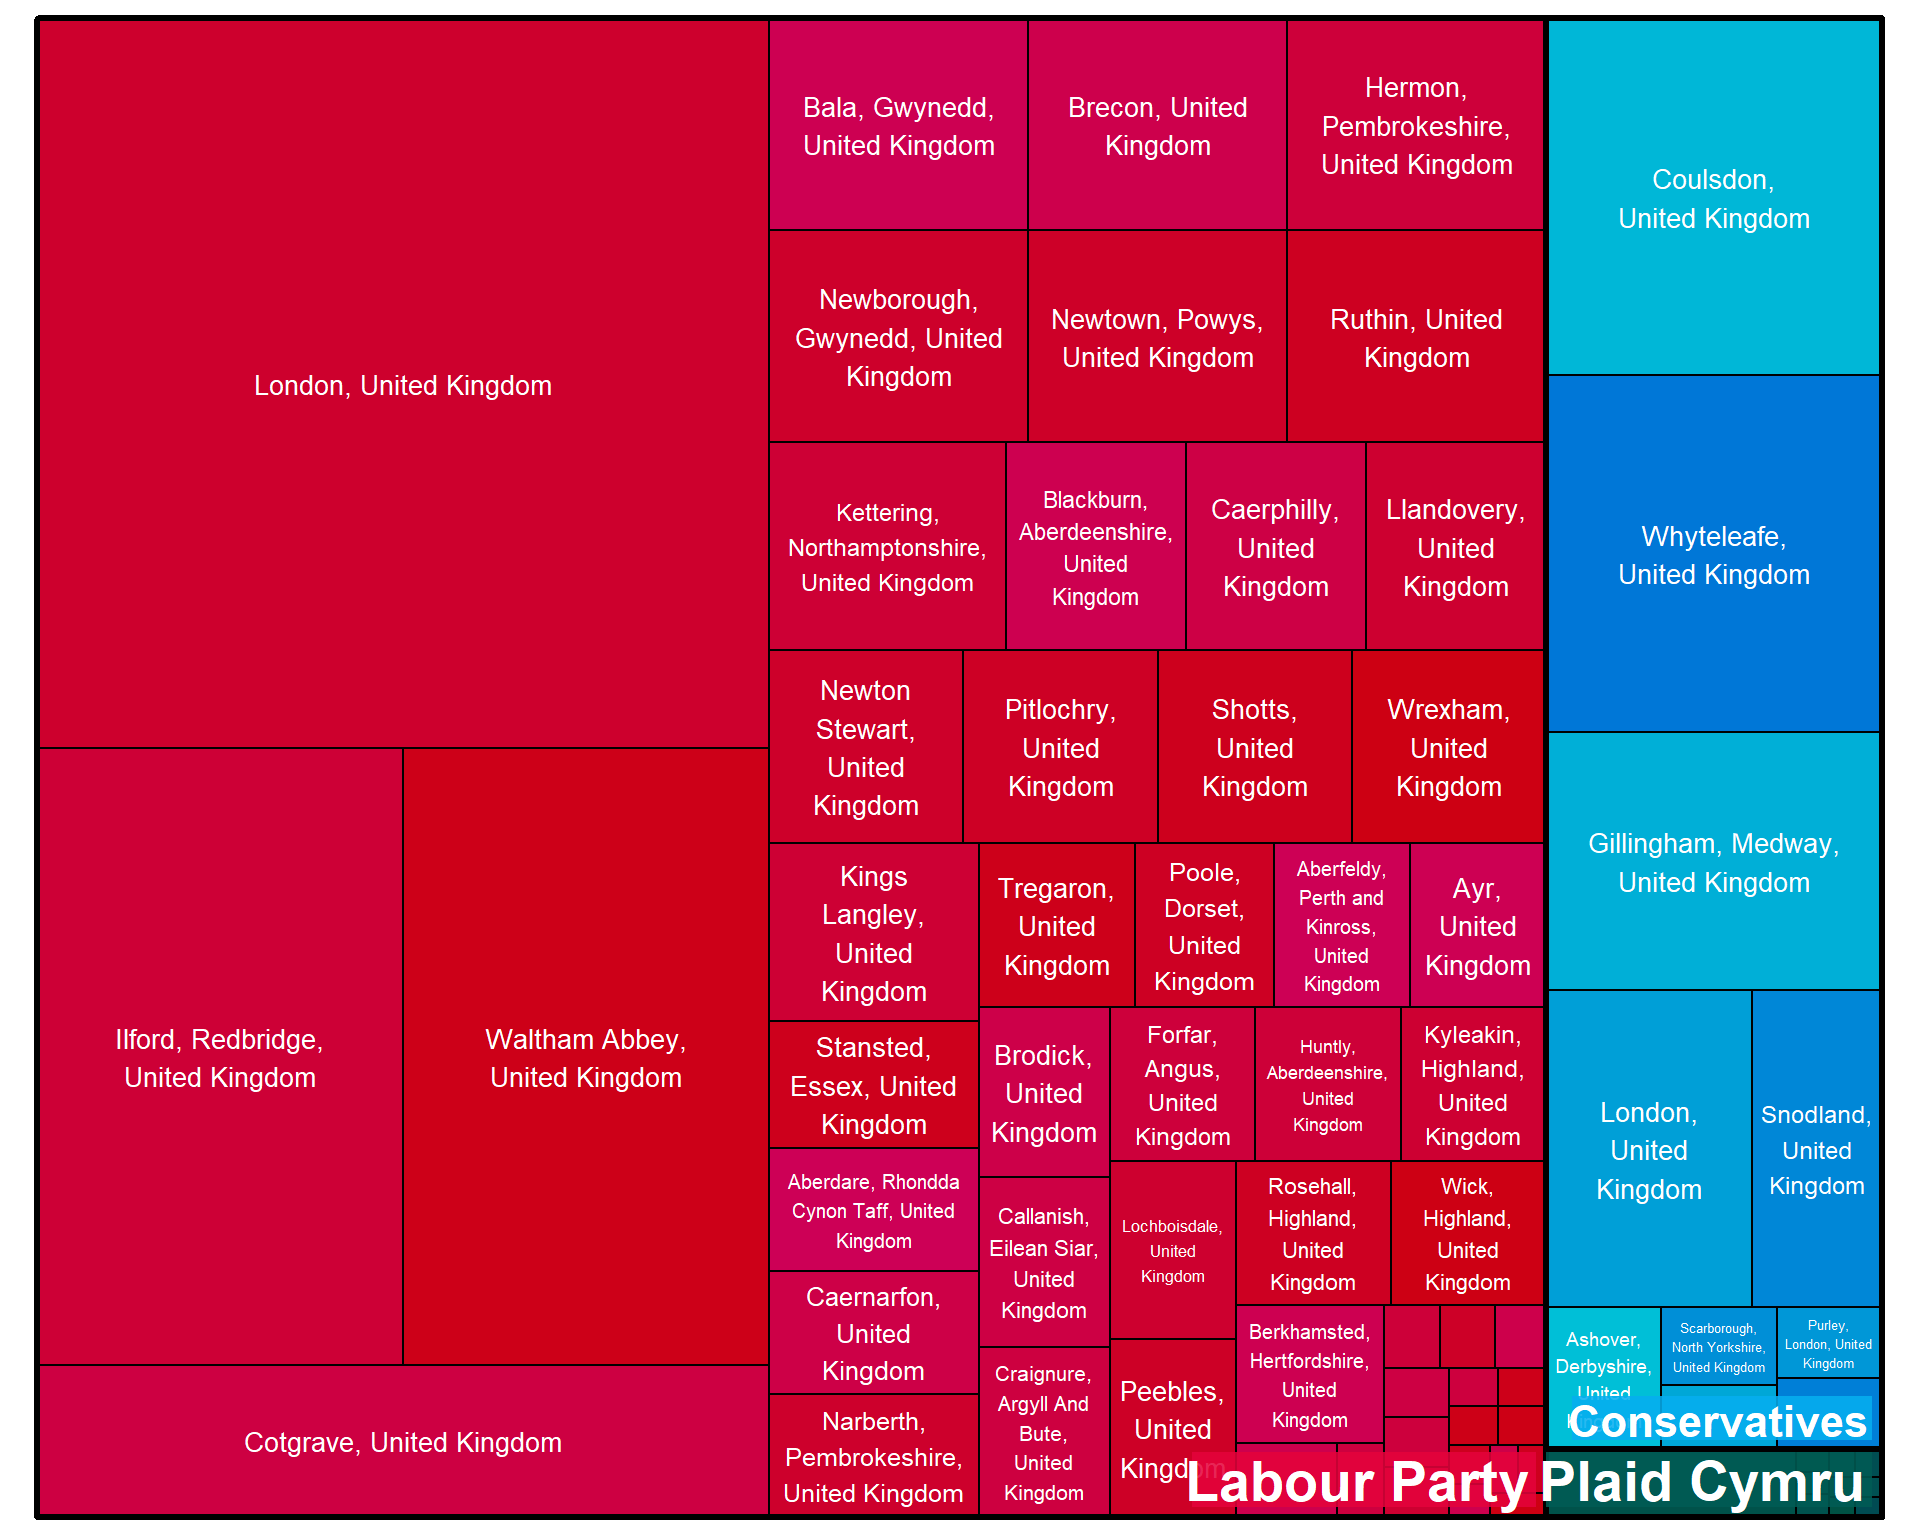 London, United Kingdom
Ilford, Redbridge,
United Kingdom
Waltham Abbey,
United Kingdom
Cotgrave, United Kingdom
Bala, Gwynedd,
United Kingdom
Brecon, United
Kingdom
Hermon,
Pembrokeshire,
United Kingdom
Newborough,
Gwynedd, United
Kingdom
Newtown, Powys,
United Kingdom
Ruthin, United
Kingdom
Kettering,
Northamptonshire,
United Kingdom
Blackburn,
Aberdeenshire,
United
Kingdom
Caerphilly,
United
Kingdom
Llandovery,
United
Kingdom
Newton
Stewart,
United
Kingdom
Pitlochry,
United
Kingdom
Shotts,
United
Kingdom
Wrexham,
United
Kingdom
Kings
Langley,
United
Kingdom
Tregaron,
United
Kingdom
Poole,
Dorset,
United
Kingdom
Aberfeldy,
Perth and
Kinross,
United
Kingdom
Ayr,
United
Kingdom
Stansted,
Essex, United
Kingdom
Brodick,
United
Kingdom
Forfar,
Angus,
United
Kingdom
Huntly,
Aberdeenshire,
United
Kingdom
Kyleakin,
Highland,
United
Kingdom
Aberdare, Rhondda
Cynon Taff, United
Kingdom
Callanish,
Eilean Siar,
United
Kingdom
Lochboisdale,
United
Kingdom
Rosehall,
Highland,
United
Kingdom
Wick,
Highland,
United
Kingdom
Caernarfon,
United
Kingdom
Narberth,
Pembrokeshire,
United Kingdom
Craignure,
Argyll And
Bute,
United
Kingdom
Peebles,
United
Kingdom
Berkhamsted,
Hertfordshire,
United
Kingdom
Labour Party
Coulsdon,
United Kingdom
Whyteleafe,
United Kingdom
Gillingham, Medway,
United Kingdom
London,
United
Kingdom
Snodland,
United
Kingdom
Ashover,
Derbyshire,
United
Scarborough,
North Yorkshire,
United Kingdom
Purley,
London, United
Kingdom
Conservatives
Plaid Cymru